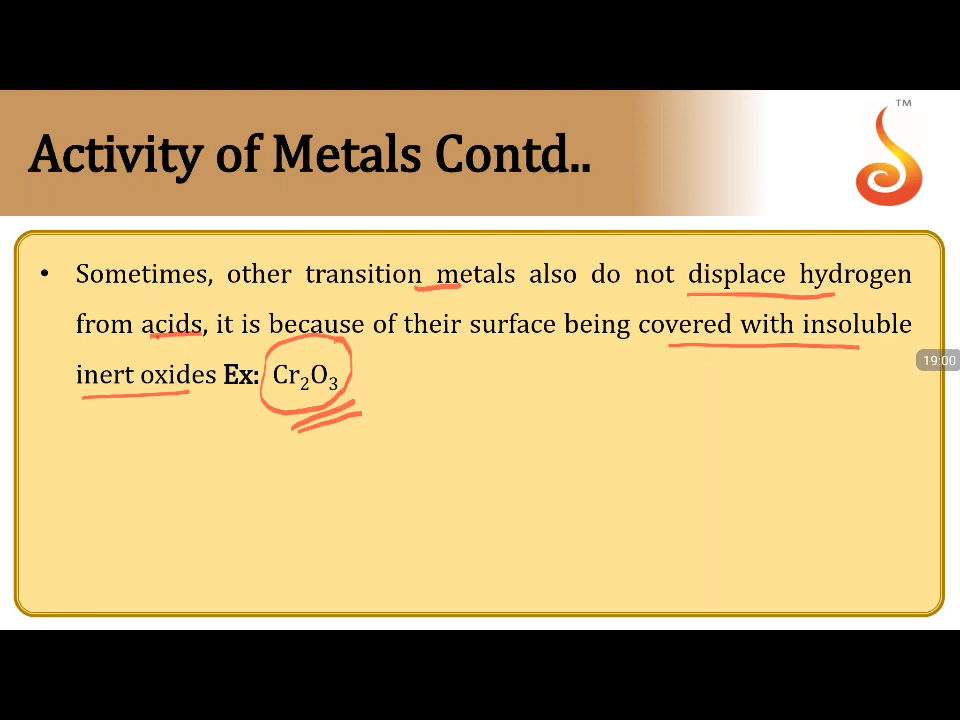 TM
Activity of Metals Contd..
• Sometimes, other transition metals also do not displace hydrogen
from acids, it is because of their surface being covered with insoluble
inert oxides Ex: Cr₂O₃
19:00